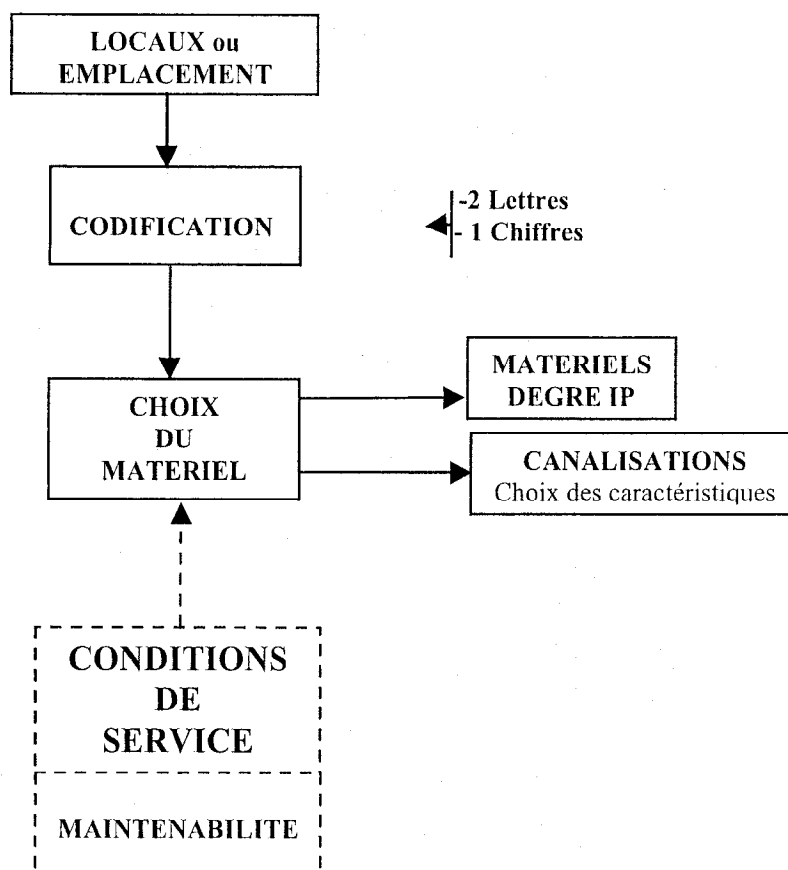 LOCAUX ou
EMPLACEMENT
CODIFICATION
-2 Lettres
- 1 Chiffres
MATERIELS
DEGRE IP
CHOIX
DU
MATERIEL
CANALISATIONS
Choix des caractéristiques
CONDITIONS
DE
SERVICE
MAINTENABILITE